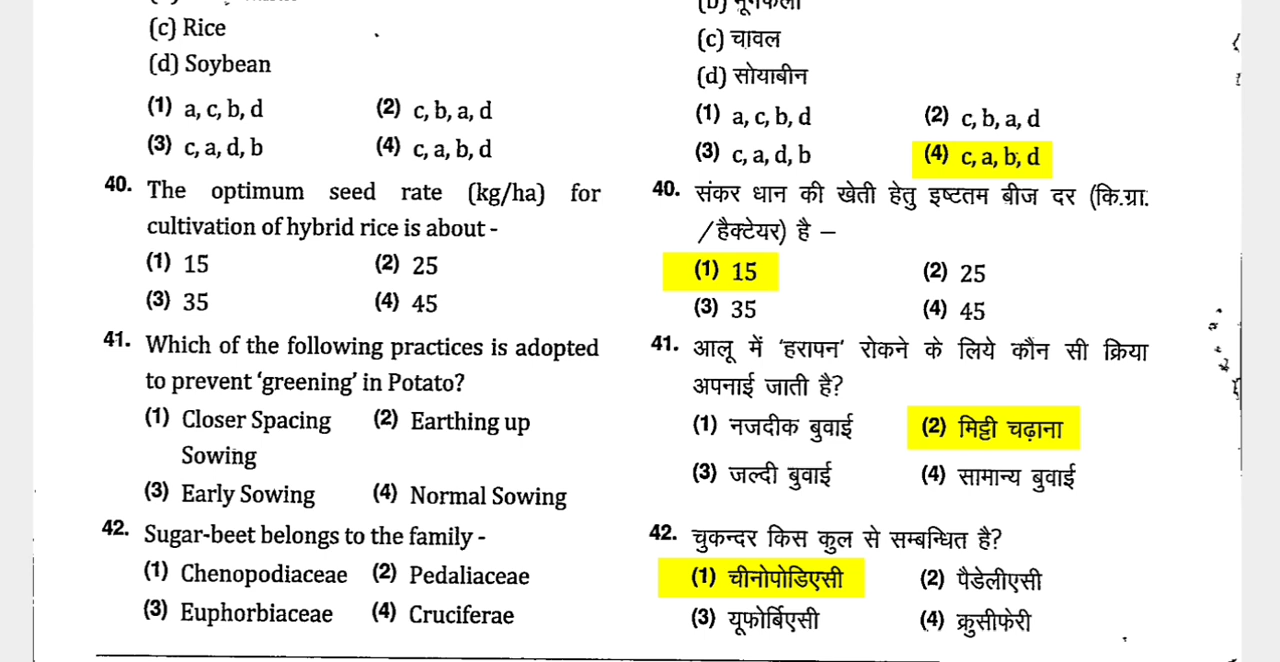 (c) Rice
(d) Soybean
(1) a, c, b, d (2) c, b, a, d
(3) c, a, d, b (4) c, a, b, d
40. The optimum seed rate (kg/ha) for
cultivation of hybrid rice is about -
(1) 15 (2) 25
(3) 35 (4) 45
41. Which of the following practices is adopted
to prevent ‘greening’ in Potato?
(1) Closer Spacing (2) Earthing up
Sowing
(3) Early Sowing (4) Normal Sowing
42. Sugar-beet belongs to the family -
(1) Chenopodiaceae (2) Pedaliaceae
(3) Euphorbiaceae (4) Cruciferae
(b) मूंगफली
(c) चावल
(d) सोयाबीन
(1) a, c, b, d (2) c, b, a, d
(3) c, a, d, b (4) c, a, b, d
40. संकर धान की खेती हेतु इष्टतम बीज दर (कि.ग्रा.
/हैक्टेयर) है –
(1) 15 (2) 25
(3) 35 (4) 45
41. आलू में ‘हरापन’ रोकने के लिये कौन सी क्रिया
अपनाई जाती है?
(1) नजदीक बुवाई (2) मिट्टी चढ़ाना
(3) जल्दी बुवाई (4) सामान्य बुवाई
42. चुकन्दर किस कुल से सम्बन्धित है?
(1) चीनोपोडिएसी (2) पैडेलीएसी
(3) यूफोर्बिएसी (4) क्रुसीफेरी